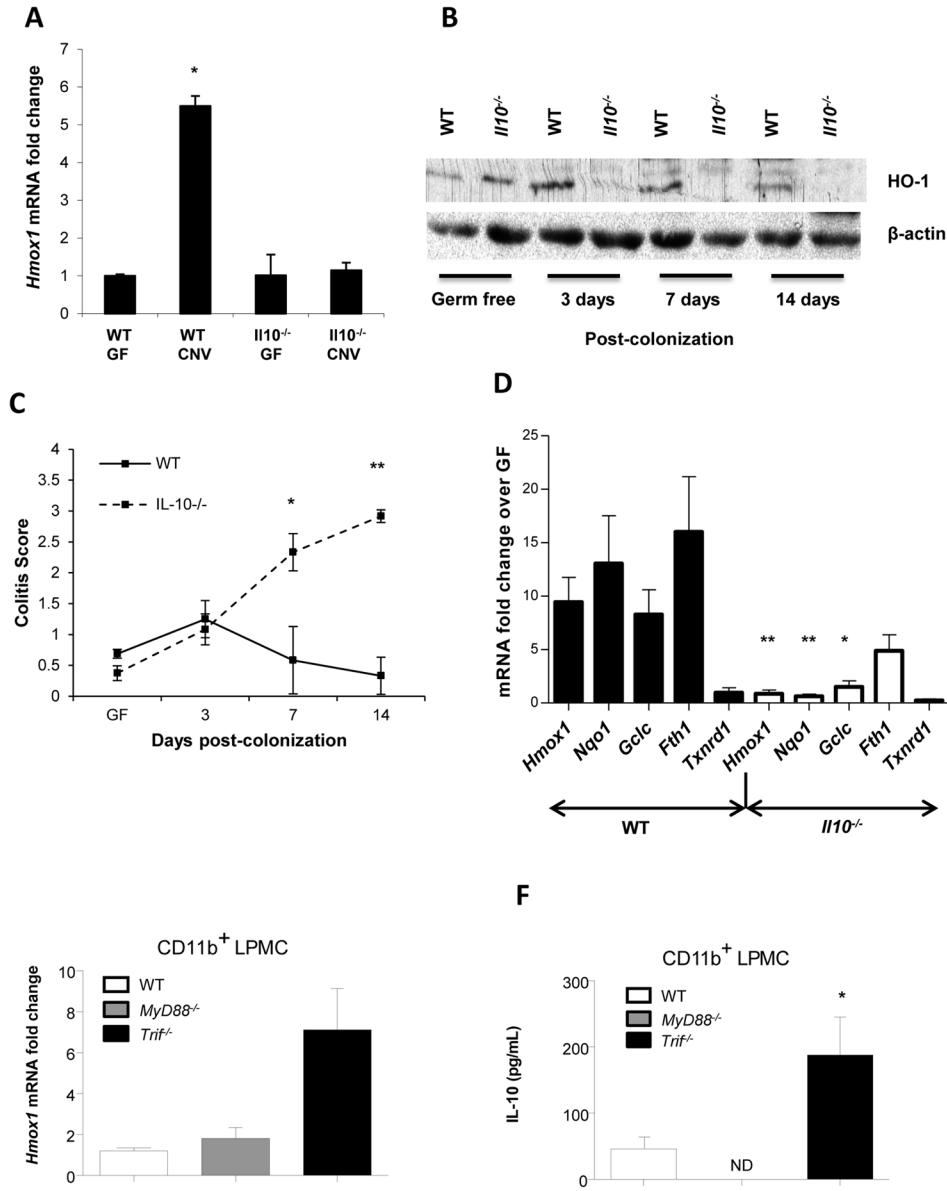 A
Hmox1 mRNA fold change
7
6
5
4
3
2
1
0
*
WT GF
WT CNV
Il10-/- GF
Il10-/- CNV
B
WT
Il10-/-
WT
Il10-/-
WT
Il10-/-
WT
Il10-/-
HO-1
β-actin
Germ free
3 days
7 days
14 days
Post-colonization
C
Colitis Score
4
3.5
3
2.5
2
1.5
1
0.5
0
WT
IL-10-/-
*
**
GF
3
7
14
Days post-colonization
D
mRNA fold change over GF
25
20
15
10
5
0
**
**
*
Hmox1
Nqo1
Gclc
Fth1
Txnrd1
Hmox1
Nqo1
Gclc
Fth1
Txnrd1
WT
Il10-/-
CD11b+ LPMC
Hmox1 mRNA fold change
10
8
6
4
2
0
WT
MyD88-/-
Trif-/-
F
CD11b+ LPMC
IL-10 (pg/mL)
300
200
100
0
WT
MyD88-/-
Trif-/-
*
ND